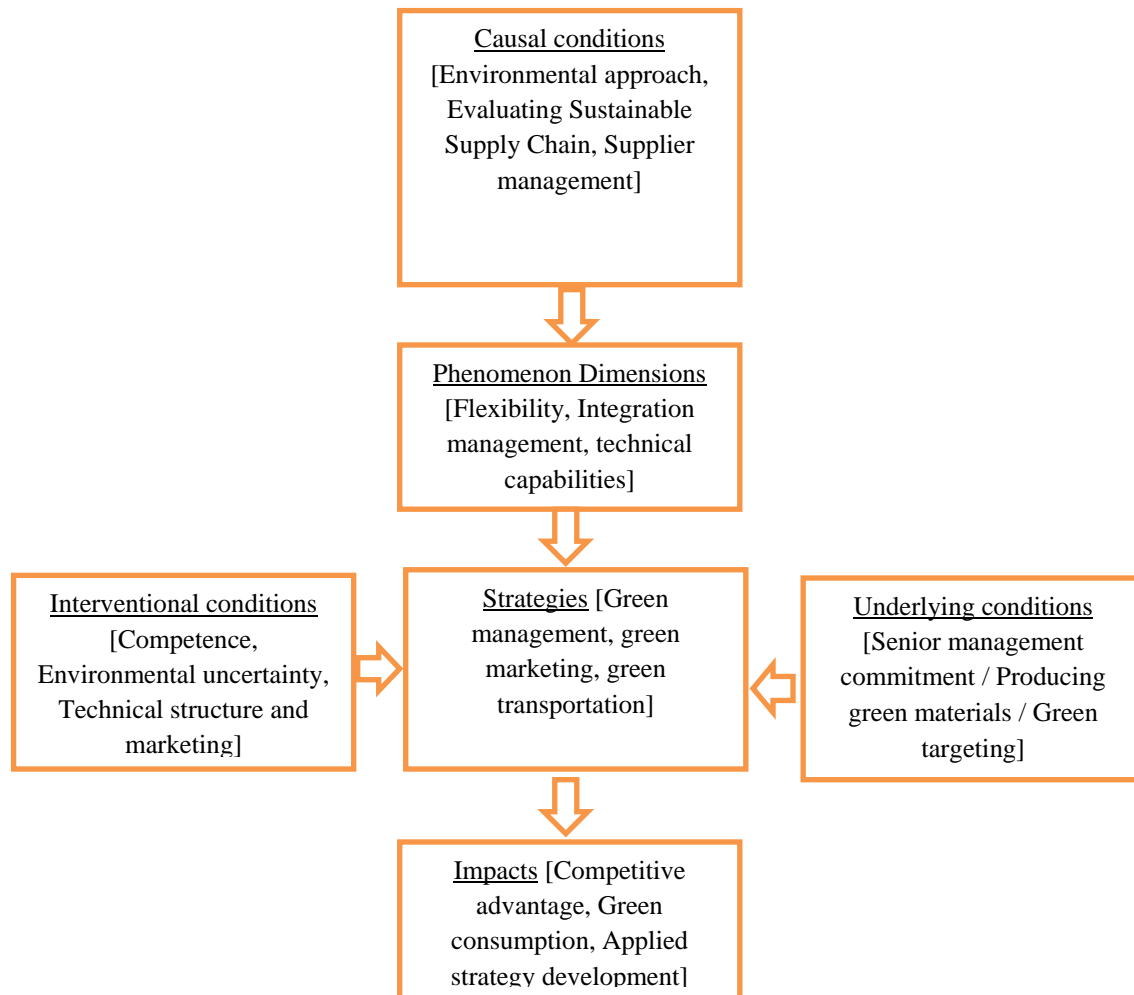 Causal conditions
[Environmental approach,
Evaluating Sustainable
Supply Chain, Supplier
management]
Phenomenon Dimensions
[Flexibility, Integration
management, technical
capabilities]
Interventional conditions
[Competence,
Environmental uncertainty,
Technical structure and
marketing]
Strategies [Green
management, green
marketing, green
transportation]
Underlying conditions
[Senior management
commitment / Producing
green materials / Green
targeting]
Impacts [Competitive
advantage, Green
consumption, Applied
strategy development]